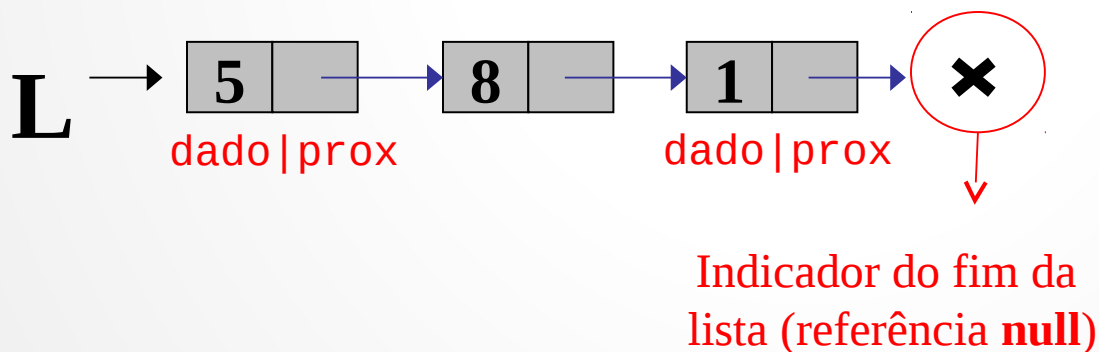 L
5
8
1
dado|prox
dado|prox
Indicador do fim da
lista (referência null)